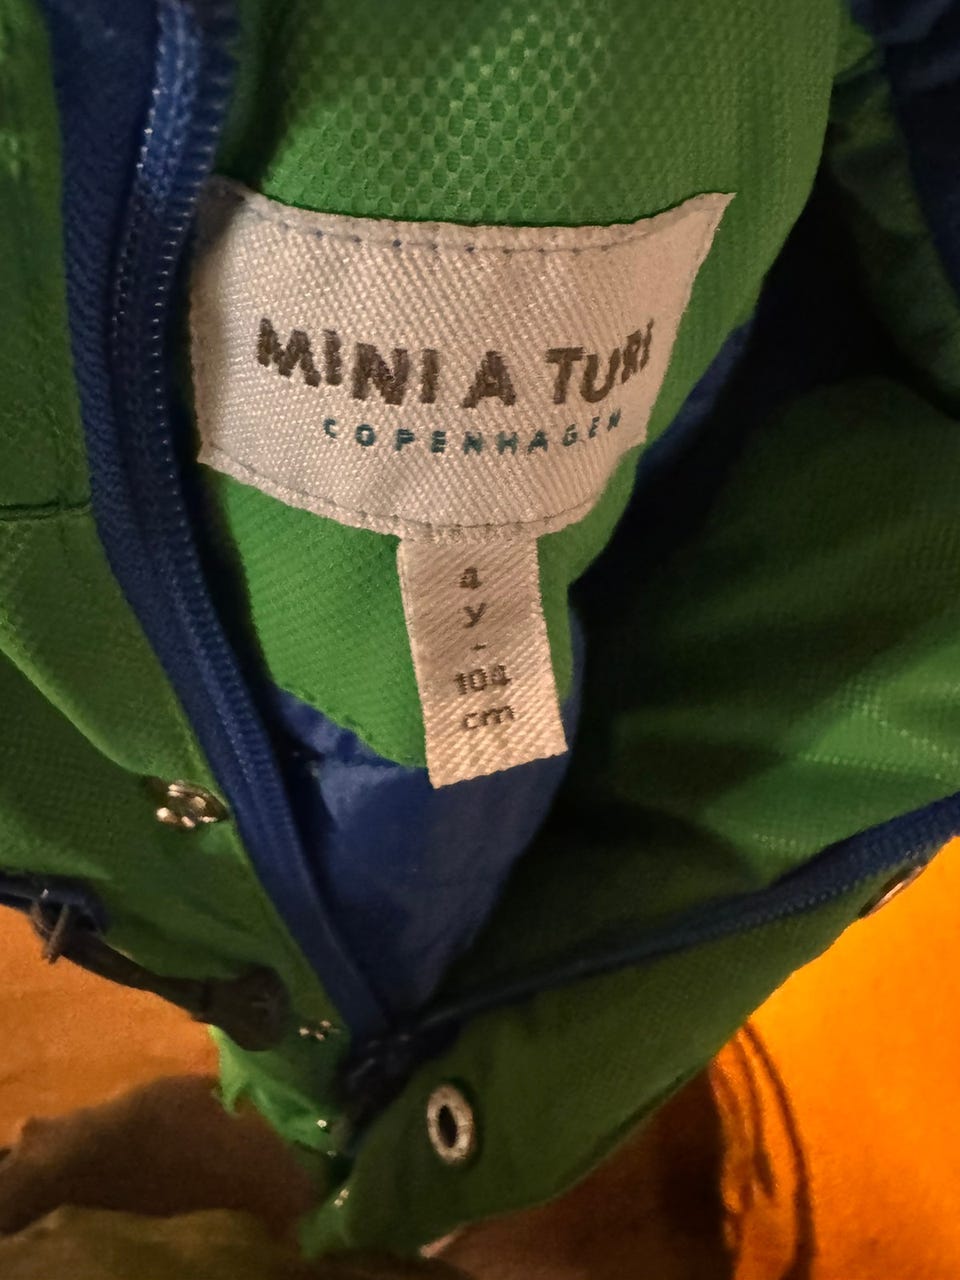 MINI A TURE
COPENHAGEN
4
y
-
104
cm